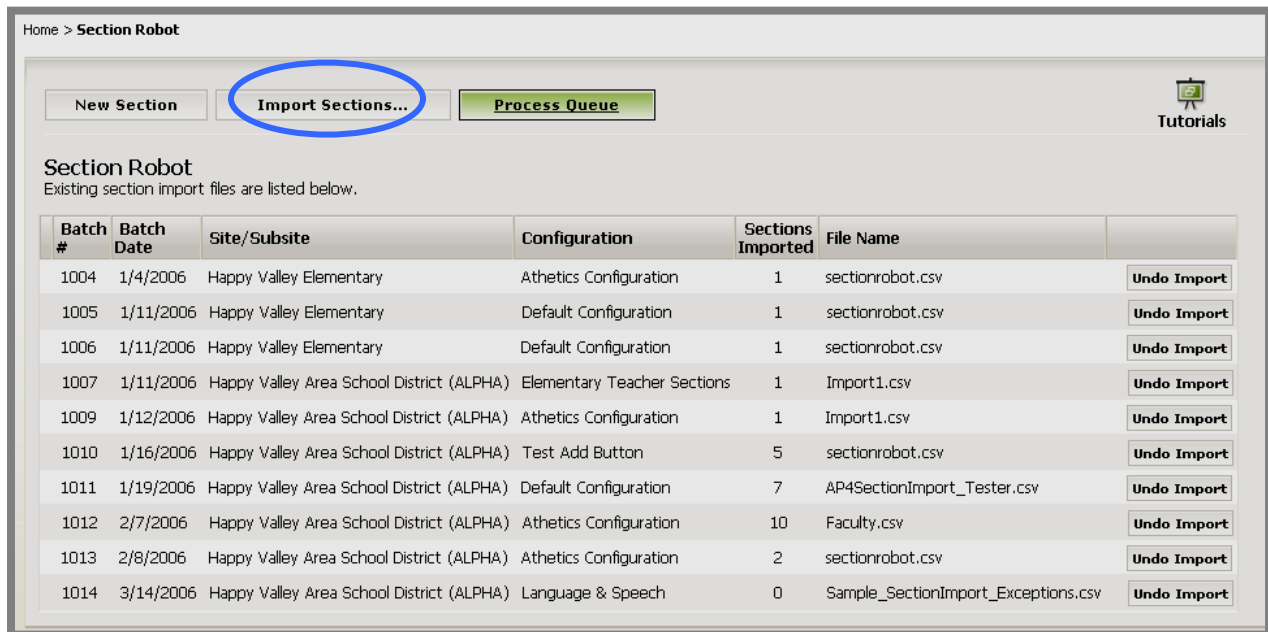 Home > Section Robot
New Section Import Sections... Process Queue
Tutorials
Section Robot
Existing section import files are listed below.
Batch # Batch Date Site/Subsite Configuration Sections Imported File Name
1004 1/4/2006 Happy Valley Elementary Athetics Configuration 1 sectionrobot.csv Undo Import
1005 1/11/2006 Happy Valley Elementary Default Configuration 1 sectionrobot.csv Undo Import
1006 1/11/2006 Happy Valley Elementary Default Configuration 1 sectionrobot.csv Undo Import
1007 1/11/2006 Happy Valley Area School District (ALPHA) Elementary Teacher Sections 1 Import1.csv Undo Import
1009 1/12/2006 Happy Valley Area School District (ALPHA) Athetics Configuration 1 Import1.csv Undo Import
1010 1/16/2006 Happy Valley Area School District (ALPHA) Test Add Button 5 sectionrobot.csv Undo Import
1011 1/19/2006 Happy Valley Area School District (ALPHA) Default Configuration 7 AP4SectionImport_Tester.csv Undo Import
1012 2/7/2006 Happy Valley Area School District (ALPHA) Athetics Configuration 10 Faculty.csv Undo Import
1013 2/8/2006 Happy Valley Area School District (ALPHA) Athetics Configuration 2 sectionrobot.csv Undo Import
1014 3/14/2006 Happy Valley Area School District (ALPHA) Language & Speech 0 Sample_SectionImport_Exceptions.csv Undo Import